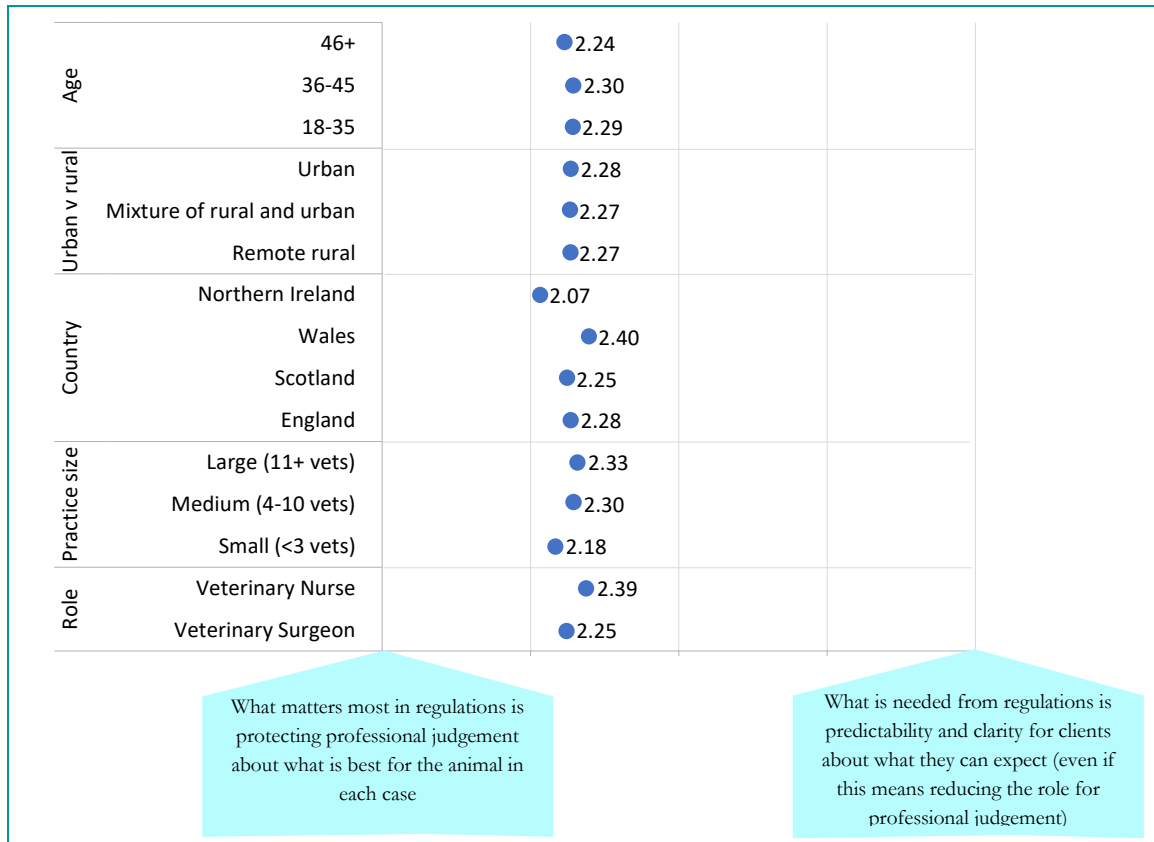 Age
46+ 2.24
36-45 2.30
18-35 2.29
Urban v rural
Urban 2.28
Mixture of rural and urban 2.27
Remote rural 2.27
Country
Northern Ireland 2.07
Wales 2.40
Scotland 2.25
England 2.28
Practice size
Large (11+ vets) 2.33
Medium (4-10 vets) 2.30
Small (<3 vets) 2.18
Role
Veterinary Nurse 2.39
Veterinary Surgeon 2.25
What matters most in regulations is
protecting professional judgement
about what is best for the animal in
each case
What is needed from regulations is
predictability and clarity for clients
about what they can expect (even if
this means reducing the role for
professional judgement)